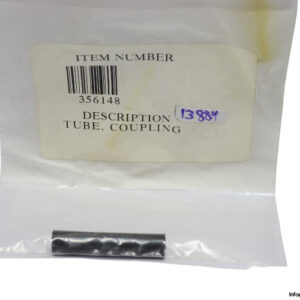 ITEM NUMBER
356148
DESCRIPTION
13884
TUBE, COUPLING